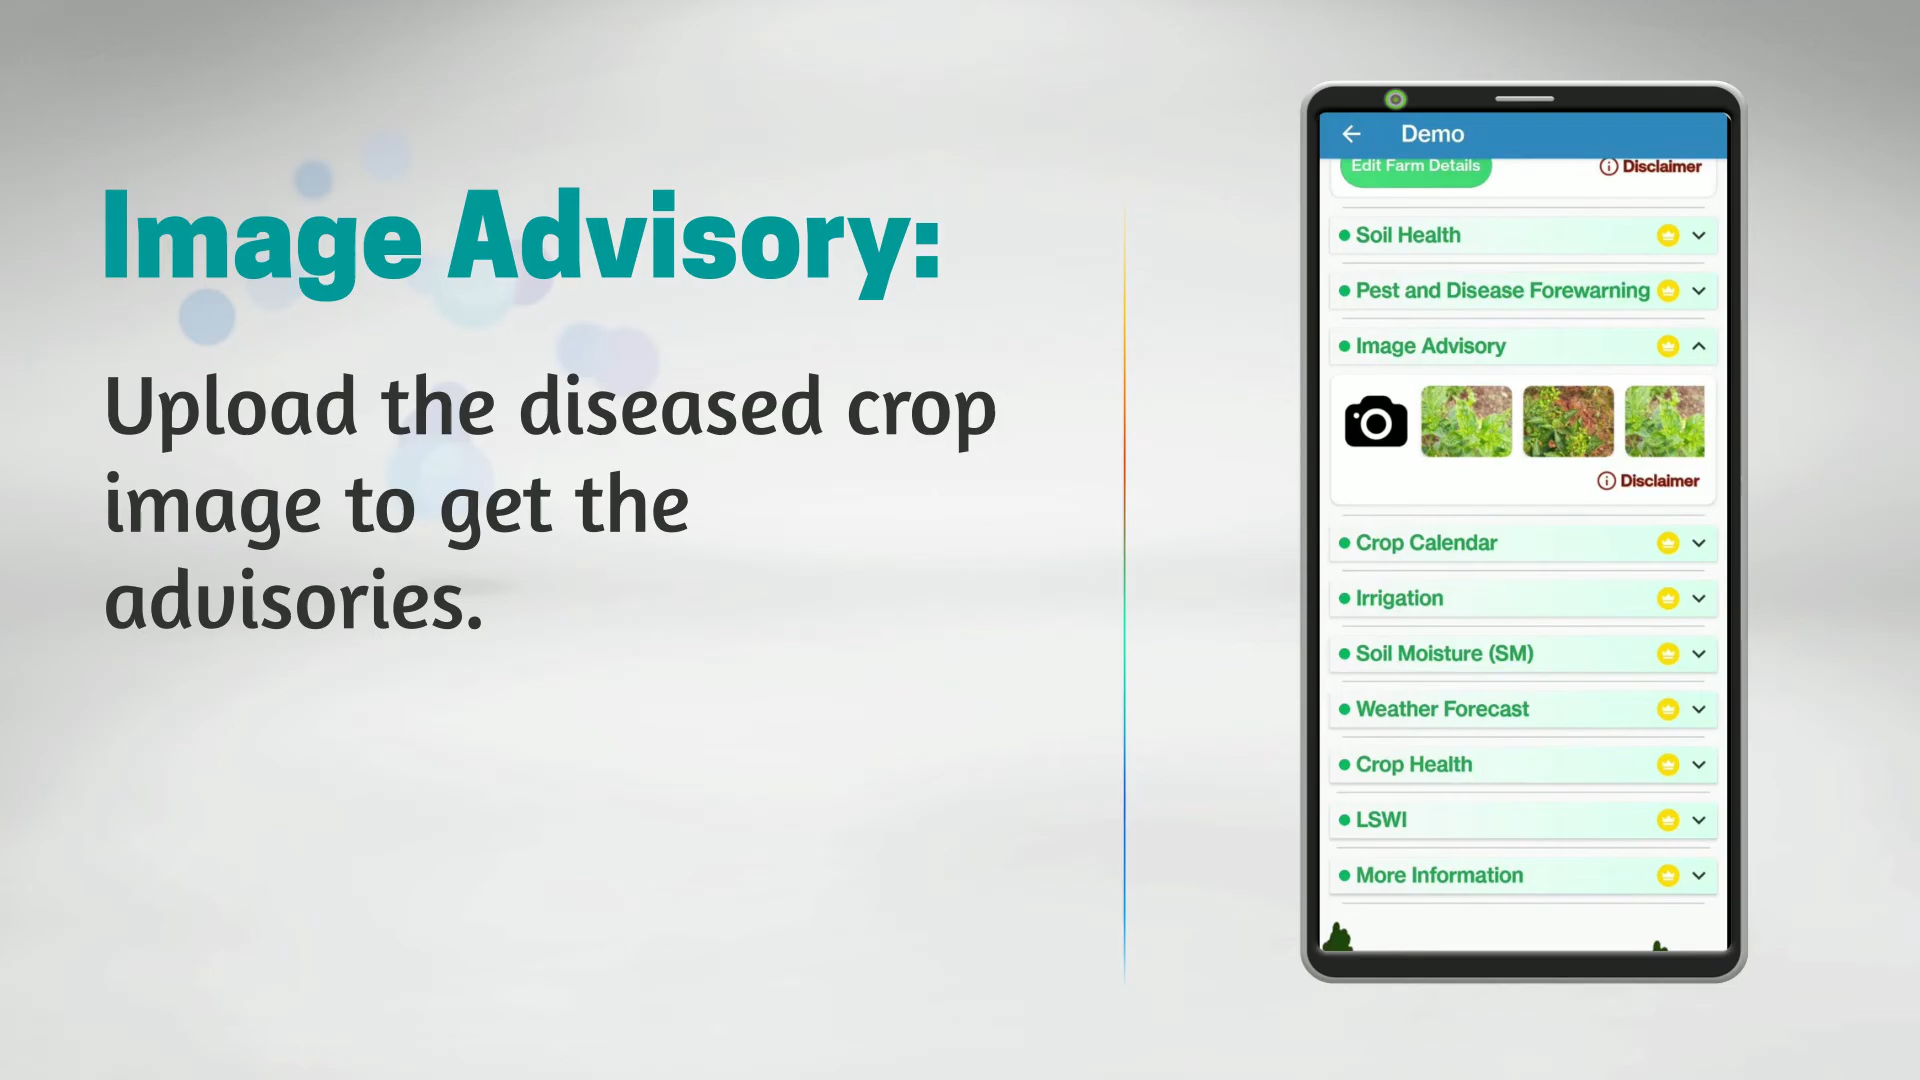 Image Advisory:
Upload the diseased crop
image to get the
advisories.
Demo
Edit Farm Details
Disclaimer
Soil Health
Pest and Disease Forewarning
Image Advisory
Disclaimer
Crop Calendar
Irrigation
Soil Moisture (SM)
Weather Forecast
Crop Health
LSWI
More Information